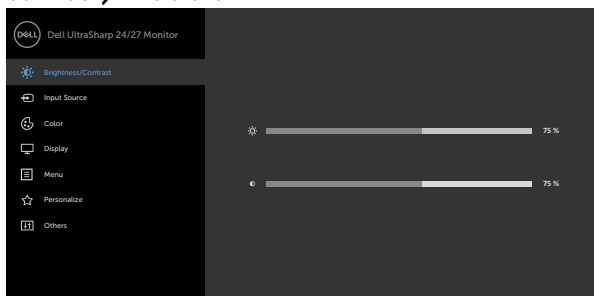 DELL
Dell UltraSharp 24/27 Monitor
Brightness/Contrast
Input Source
Color
Display
Menu
Personalize
Others
75 %
75 %